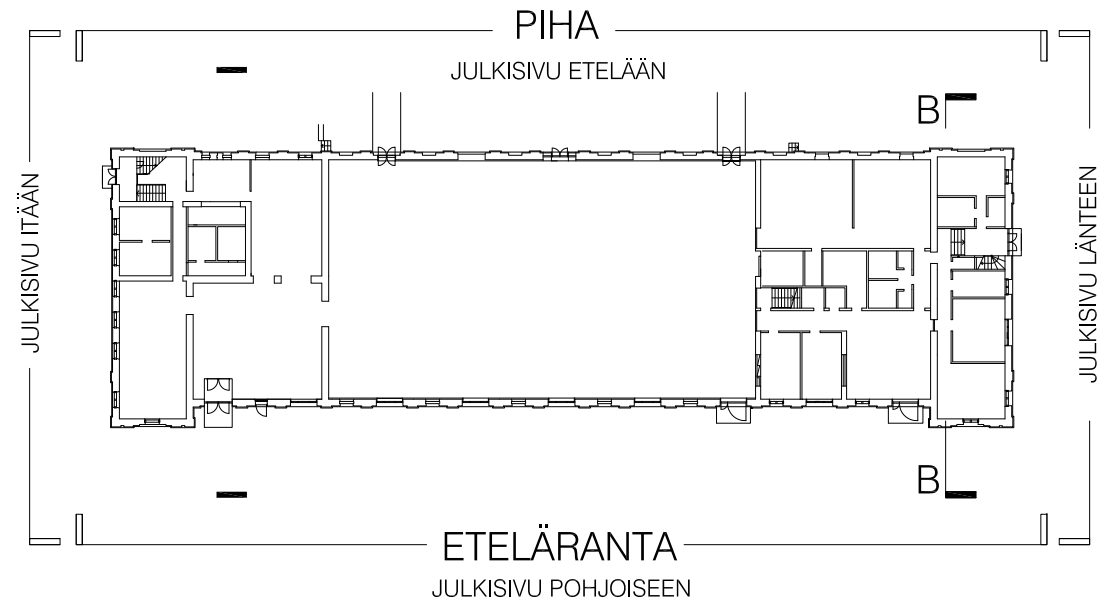 PIHA
JULKISIVU ETELÄÄN
B
JULKISIVU ITÄÄN
JULKISIVU LÄNTEEN
B
ETELÄRANTA
JULKISIVU POHJOISEEN